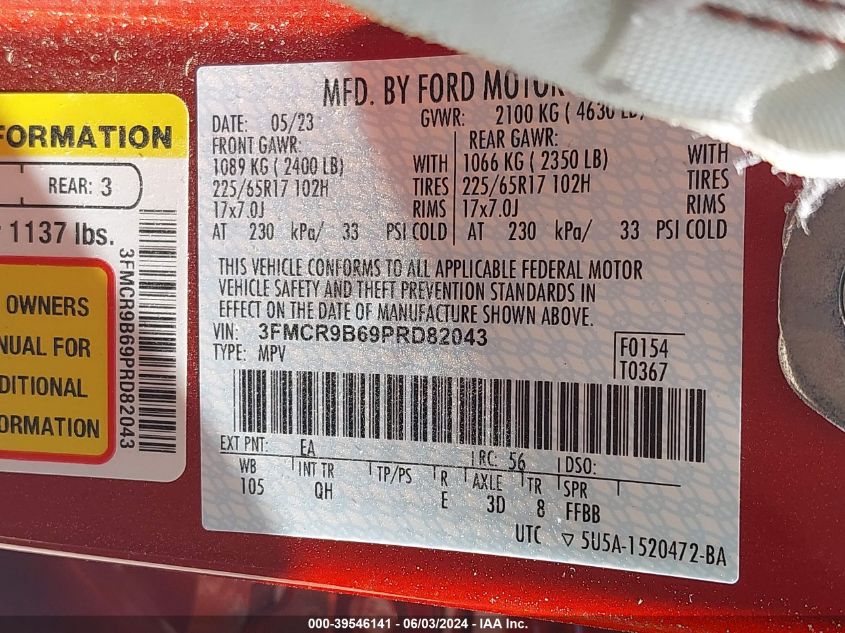 FORMATION
REAR: 3
1137 lbs.
OWNERS
NUAL FOR
DITIONAL
ORMATION
3FMCR9B69PRD82043
MFD. BY FORD MOTOR
DATE: 05/23 GVWR: 2100 KG ( 4630 LB)
FRONT GAWR: REAR GAWR:
1089 KG ( 2400 LB) WITH 1066 KG ( 2350 LB) WITH
225/65R17 102H TIRES 225/65R17 102H TIRES
17x7.0J RIMS 17x7.0J RIMS
AT 230 kPa/ 33 PSI COLD AT 230 kPa/ 33 PSI COLD
THIS VEHICLE CONFORMS TO ALL APPLICABLE FEDERAL MOTOR
VEHICLE SAFETY AND THEFT PREVENTION STANDARDS IN
EFFECT ON THE DATE OF MANUFACTURE SHOWN ABOVE.
VIN: 3FMCR9B69PRD82043
TYPE: MPV
F0154
T0367
EXT PNT: EA RC: 56 DSO:
WB INT TR TP/PS R AXLE TR SPR
105 QH E 3D 8 FFBB
UTC ▽ 5U5A-1520472-BA
000-39546141 - 06/03/2024 - IAA Inc.